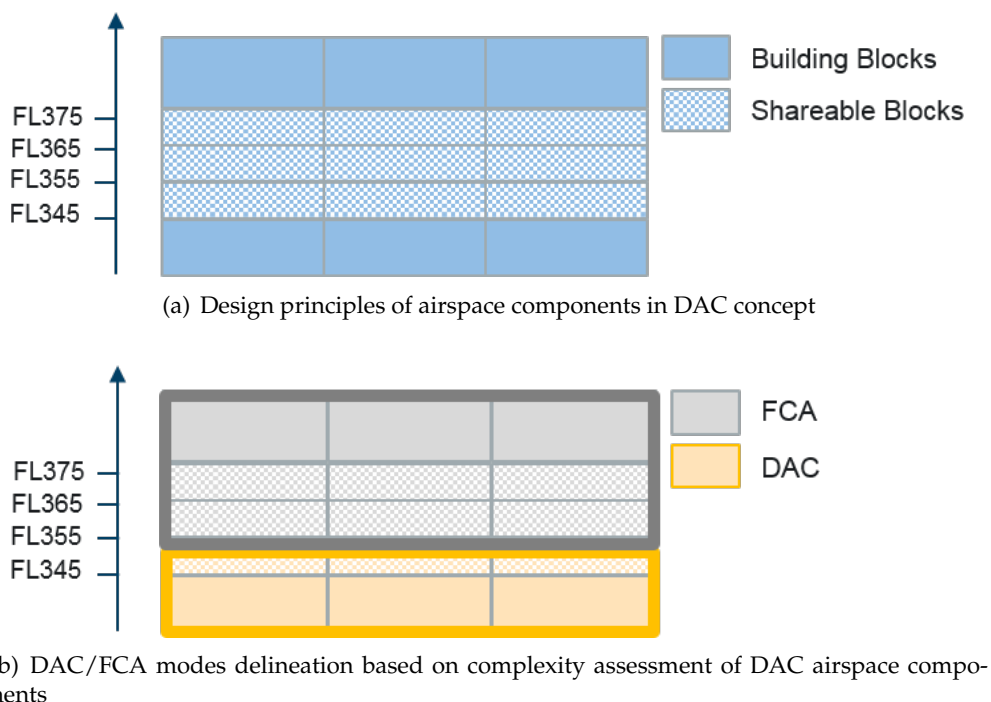 Building Blocks
Shareable Blocks
FL375
FL365
FL355
FL345
(a) Design principles of airspace components in DAC concept
FCA
DAC
FL375
FL365
FL355
FL345
b) DAC/FCA modes delineation based on complexity assessment of DAC airspace compo-
nents